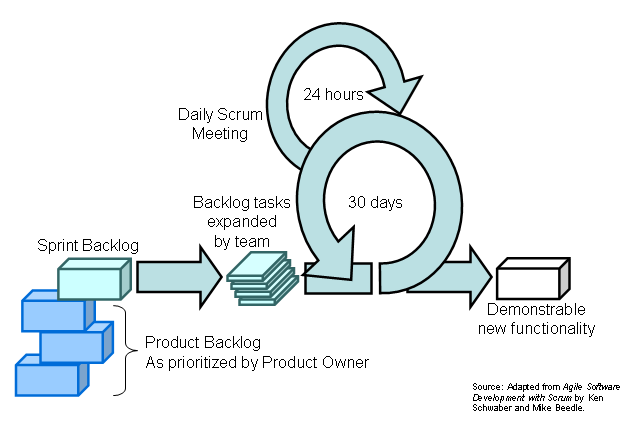 24 hours
Daily Scrum
Meeting
Backlog tasks
expanded
by team
30 days
Sprint Backlog
Product Backlog
As prioritized by Product Owner
Demonstrable
new functionality
Source: Adapted from Agile Software
Development with Scrum by Ken
Schwaber and Mike Beedle.